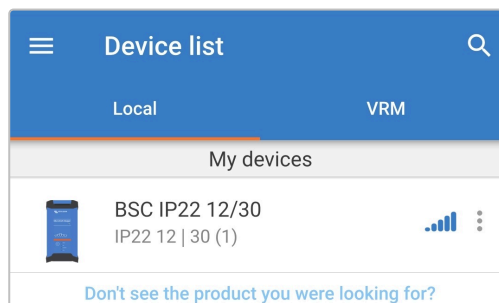 Device list
Local
VRM
My devices
BSC IP22 12/30
IP22 12 | 30 (1)
Don't see the product you were looking for?